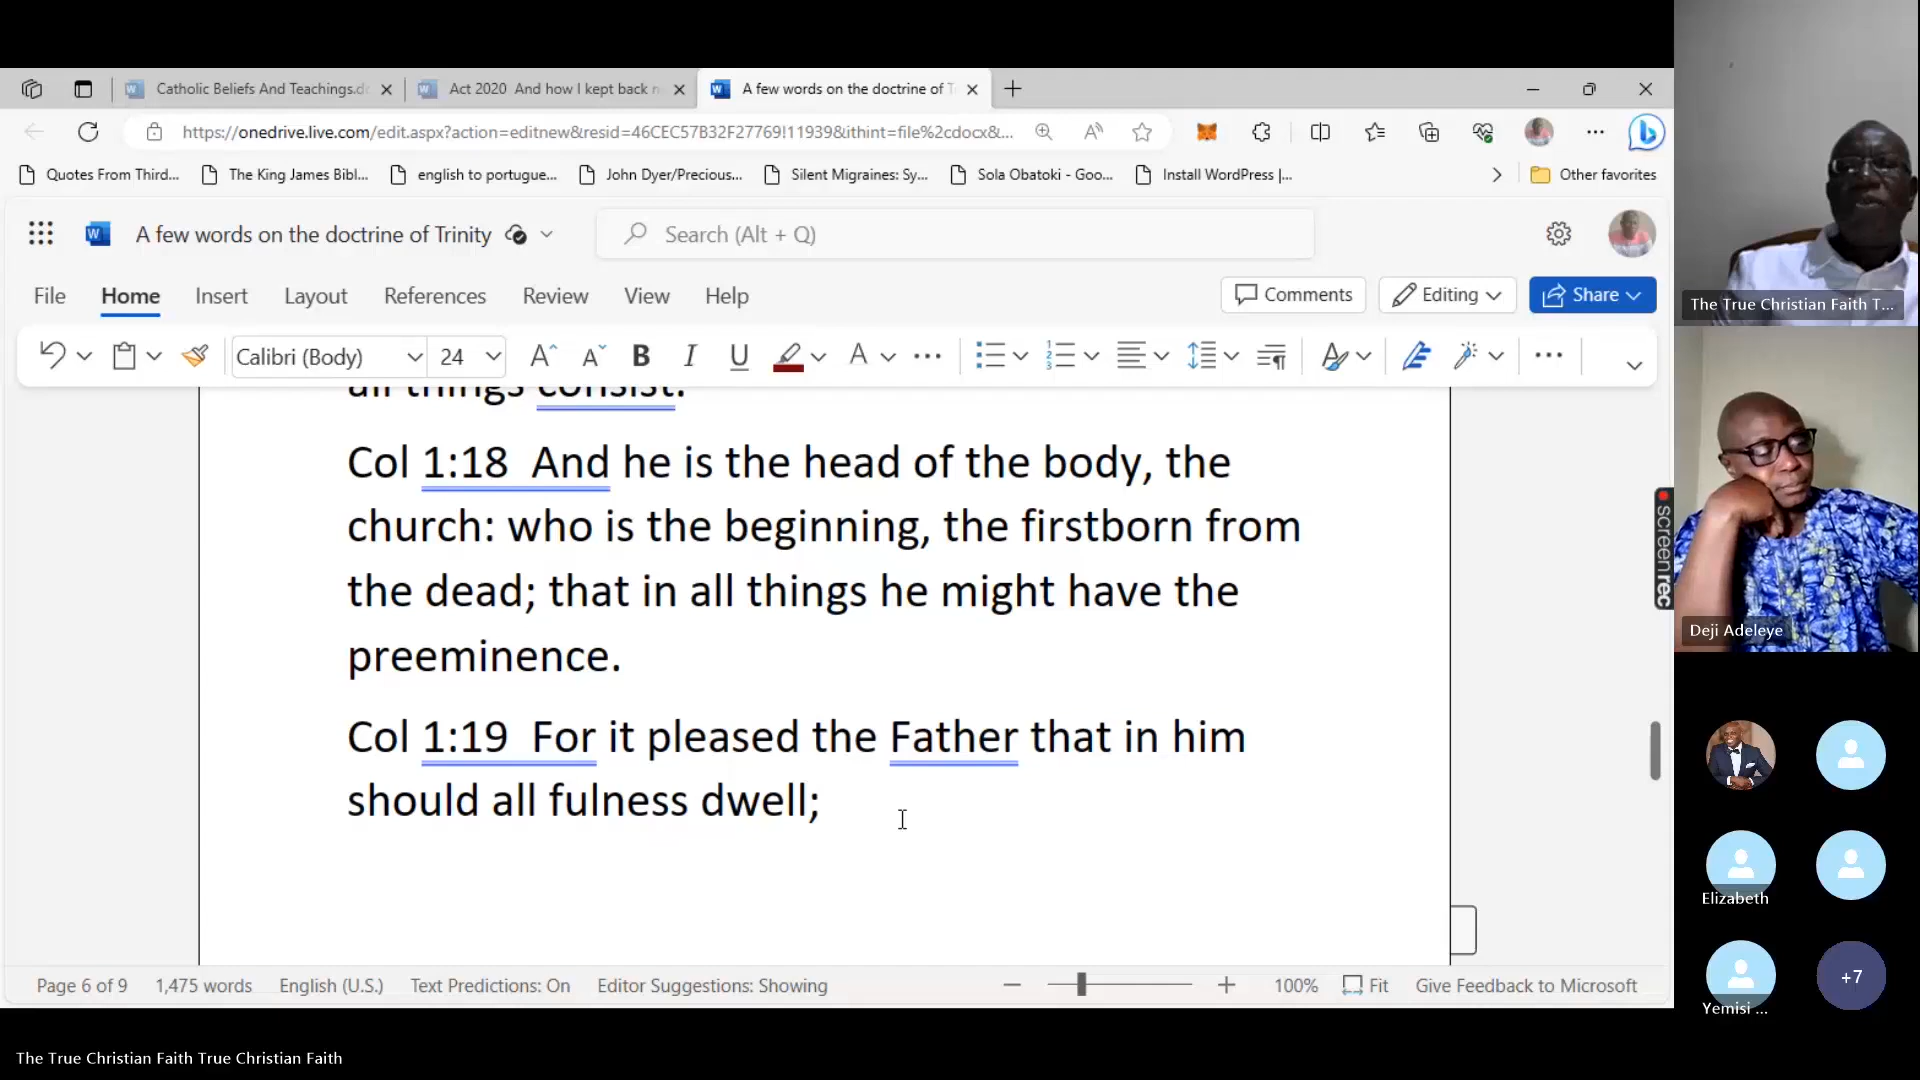 Catholic Beliefs And Teachings.d
Act 2020 And how I kept back n
A few words on the doctrine of T
https://onedrive.live.com/edit.aspx?action=editnew&resid=46CEC57B32F27769!11939&ithint=file%2cdocx&...
Quotes From Third...
The King James Bibl...
english to portugue...
John Dyer/Precious...
Silent Migraines: Sy...
Sola Obatoki - Goo...
Install WordPress |...
Other favorites
A few words on the doctrine of Trinity
Search (Alt + Q)
File Home Insert Layout References Review View Help
Comments
Editing
Share
Calibri (Body)
24
all things consist.
Col 1:18 And he is the head of the body, the
church: who is the beginning, the firstborn from
the dead; that in all things he might have the
preeminence.
Col 1:19 For it pleased the Father that in him
should all fulness dwell;
Page 6 of 9 1,475 words English (U.S.) Text Predictions: On Editor Suggestions: Showing
100% Fit Give Feedback to Microsoft
screenrec
The True Christian Faith T...
Deji Adeleye
Elizabeth
Yemisi ...
+7
The True Christian Faith True Christian Faith